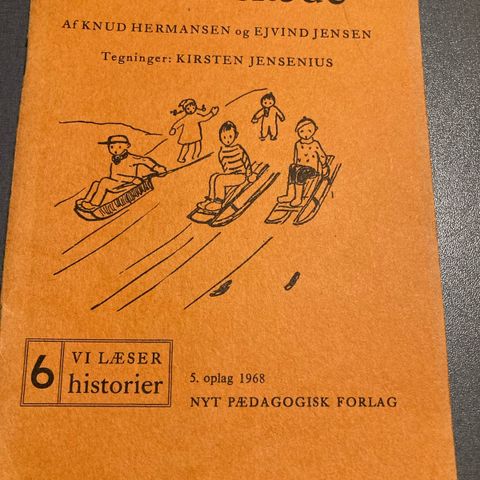 Af KNUD HERMANSEN og EJVIND JENSEN
Tegninger: KIRSTEN JENSENIUS
6
VI LÆSER
historier
5. oplag 1968
NYT PÆDAGOGISK FORLAG